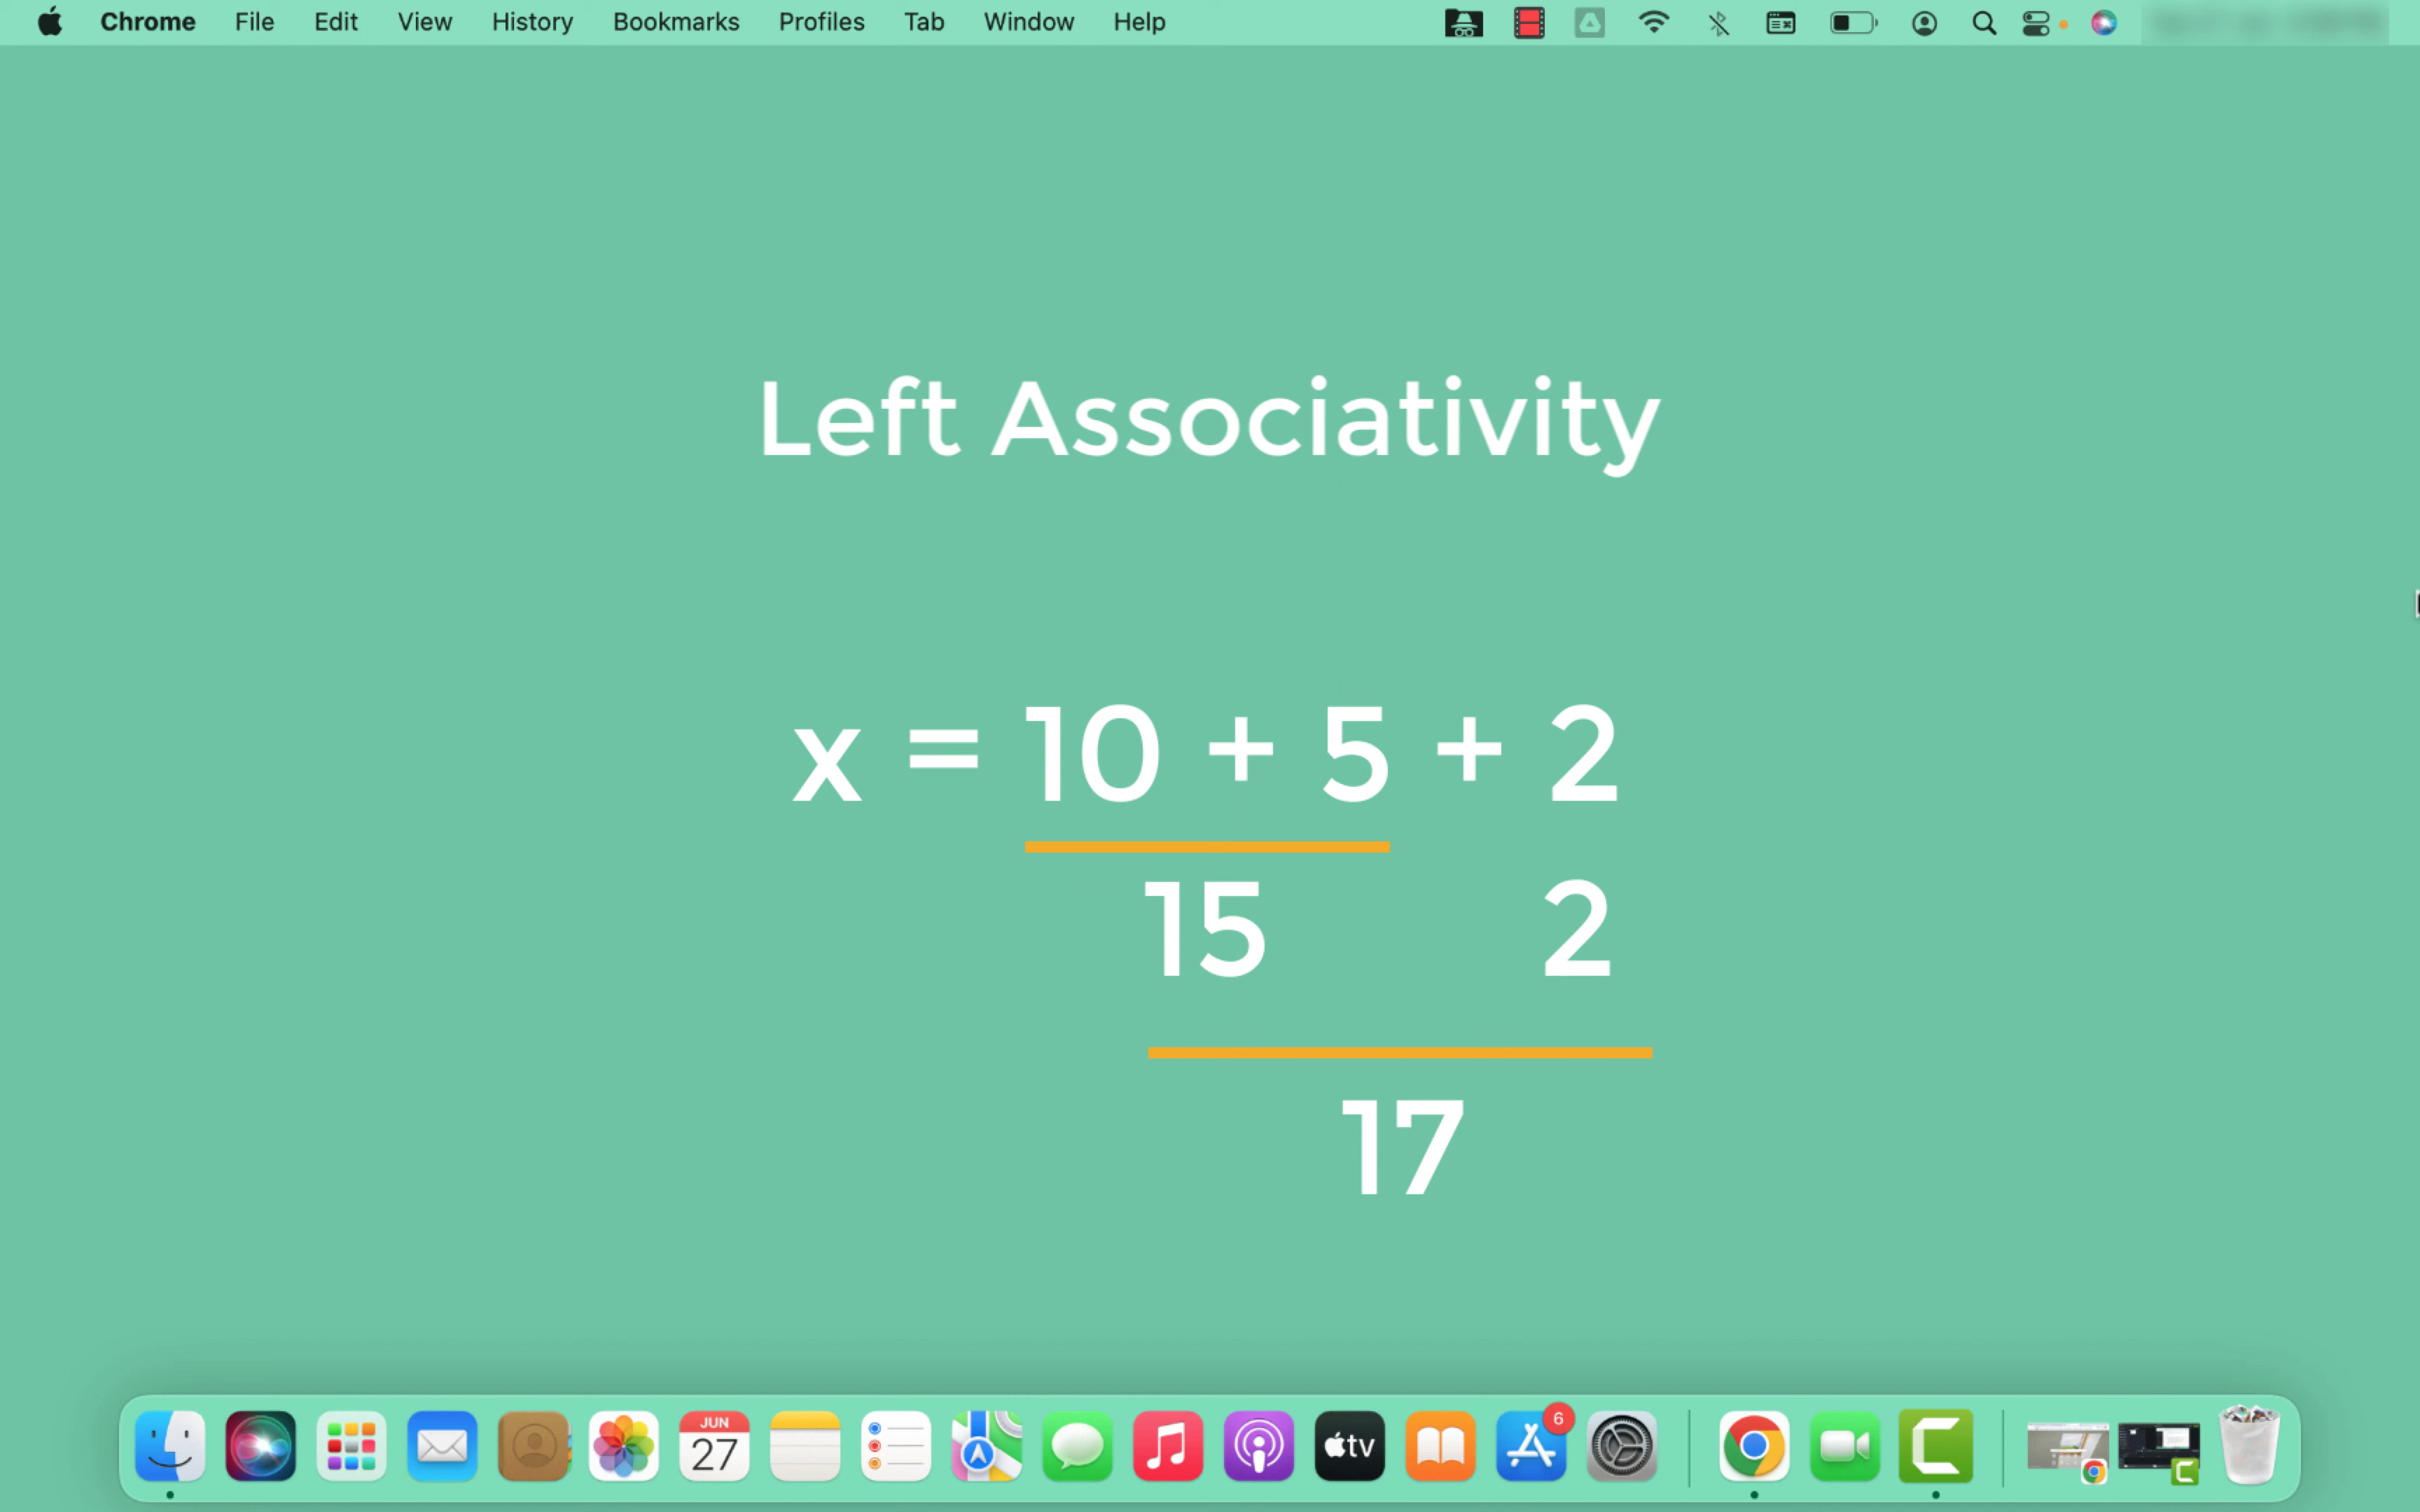 Chrome File Edit View History Bookmarks Profiles Tab Window Help
Left Associativity
x = 10 + 5 + 2
15 2
17
JUN
27
tv
6